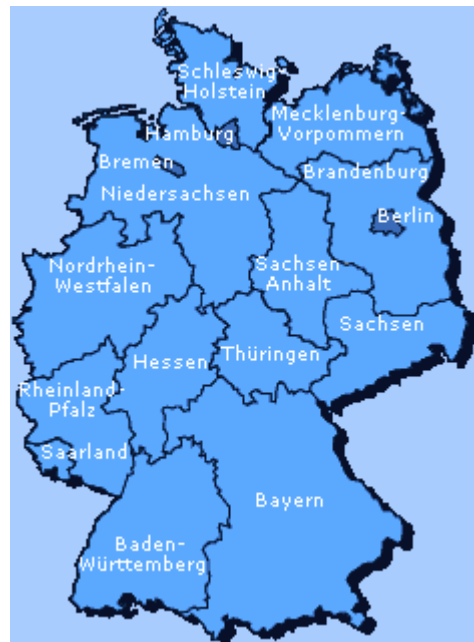 Schleswig-
Holstein
Mecklenburg-
Vorpommern
Hamburg
Bremen
Brandenburg
Niedersachsen
Berlin
Nordrhein-
Westfalen
Sachsen
Anhalt
Sachsen
Hessen
Thüringen
Rheinland-
Pfalz
Saarland
Bayern
Baden-
Württemberg